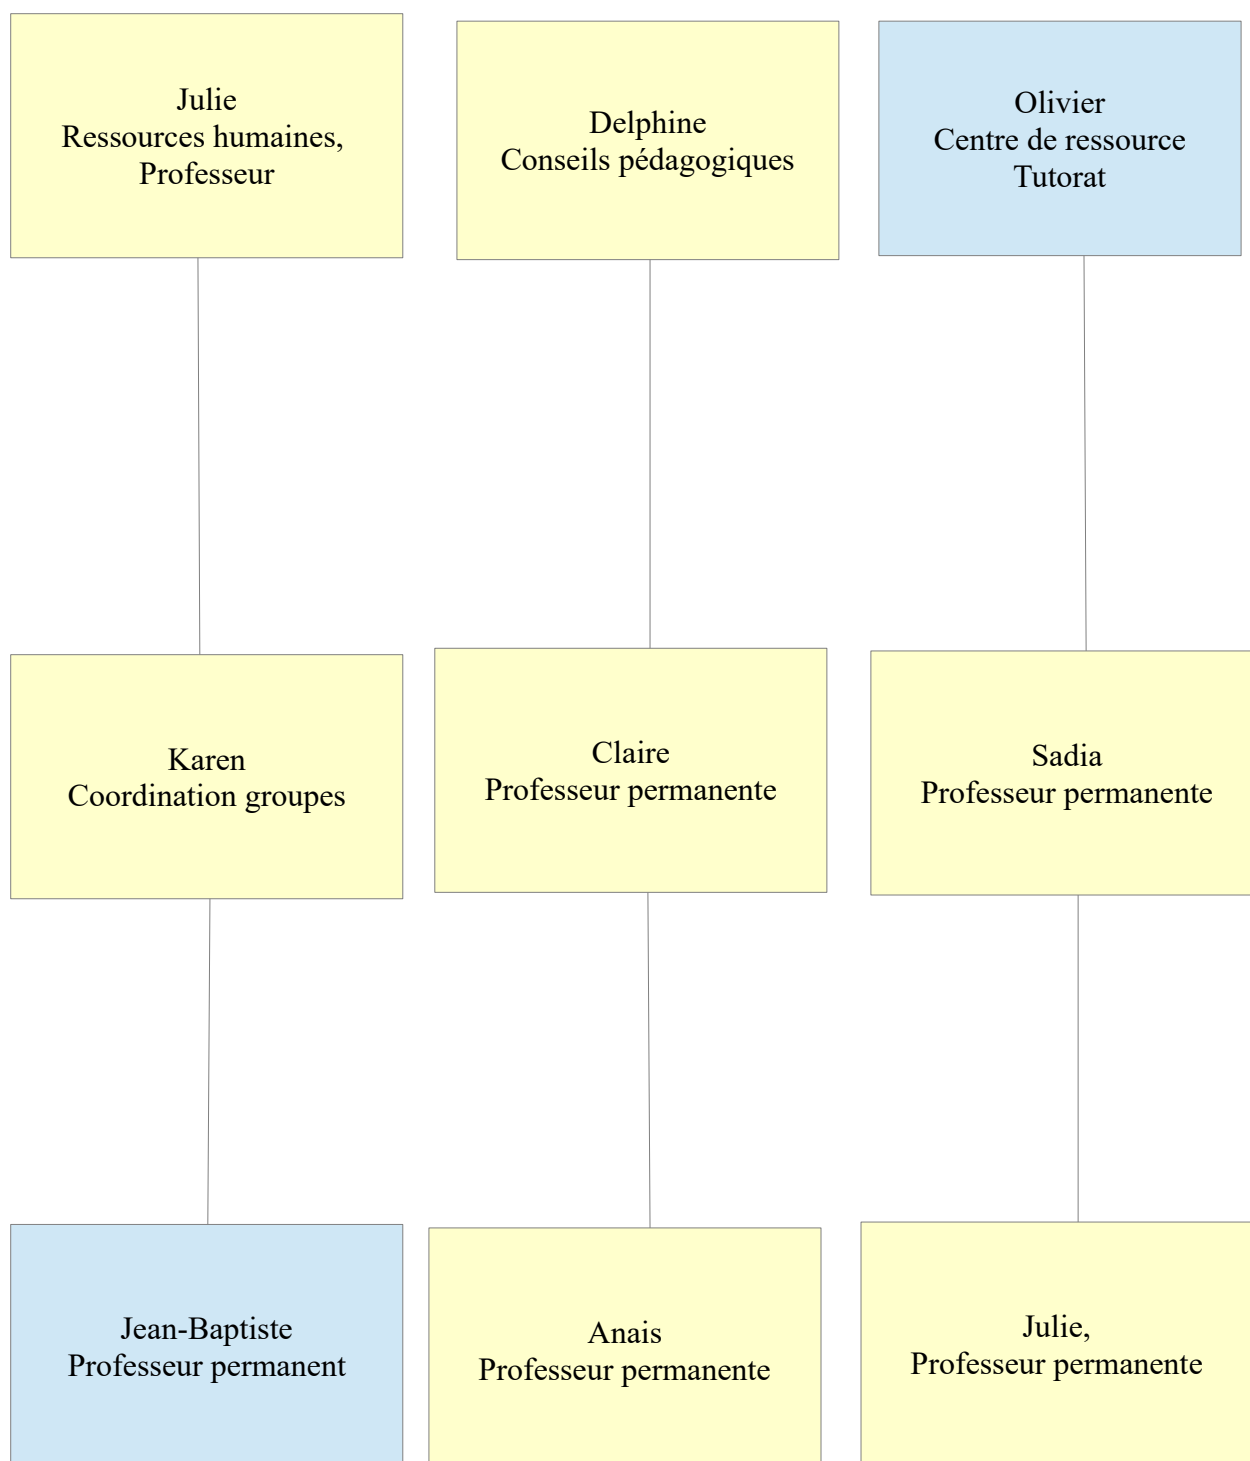 Julie
Ressources humaines,
Professeur
Delphine
Conseils pédagogiques
Olivier
Centre de ressource
Tutorat
Karen
Coordination groupes
Claire
Professeur permanente
Sadia
Professeur permanente
Jean-Baptiste
Professeur permanent
Anais
Professeur permanente
Julie,
Professeur permanente